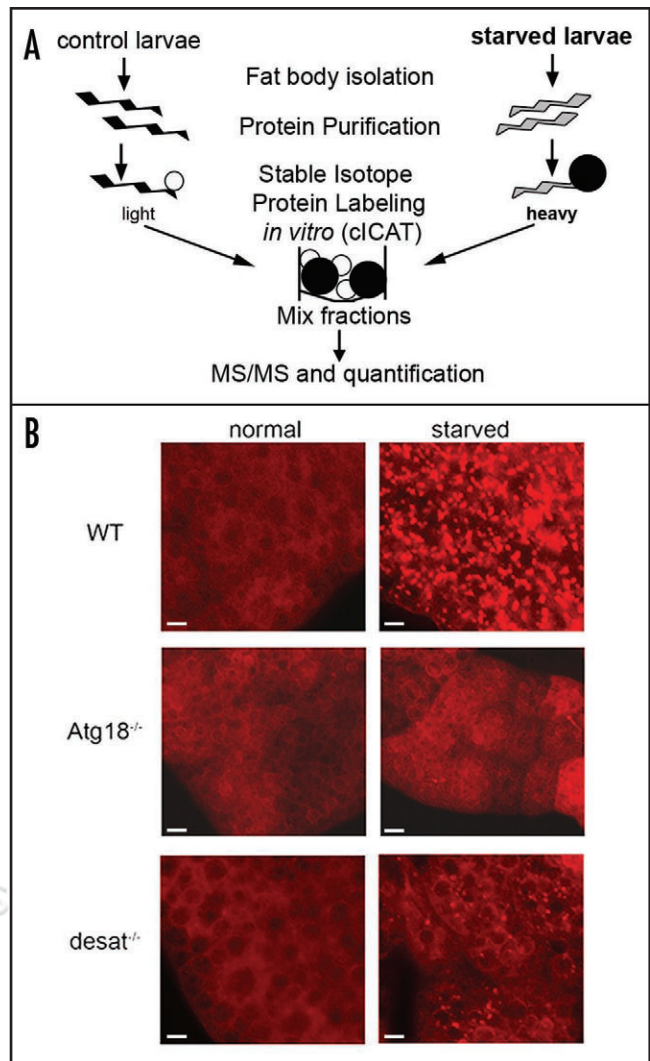 A
control larvae
starved larvae
Fat body isolation
Protein Purification
Stable Isotope
Protein Labeling
in vitro (cICAT)
light
heavy
Mix fractions
MS/MS and quantification
B
normal
starved
WT
Atg18-/-
desat-/-